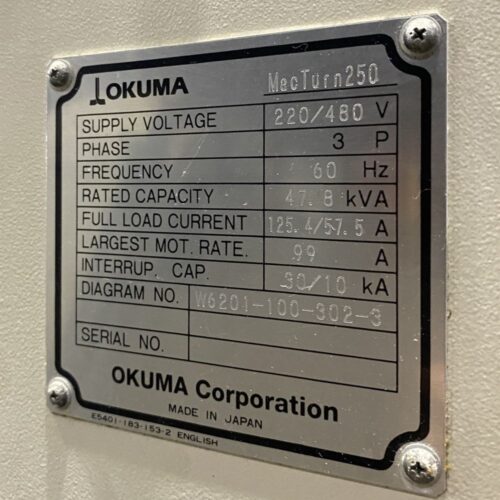 OKUMA MacTurn250
SUPPLY VOLTAGE 220/480 V
PHASE 3 P
FREQUENCY 60 Hz
RATED CAPACITY 47.8 kVA
FULL LOAD CURRENT 125.4/57.5 A
LARGEST MOT. RATE. 99 A
INTERRUP. CAP. 30/10 kA
DIAGRAM NO. W6201-100-302-3
SERIAL NO.
OKUMA Corporation
MADE IN JAPAN
E5401-183-153-2 ENGLISH